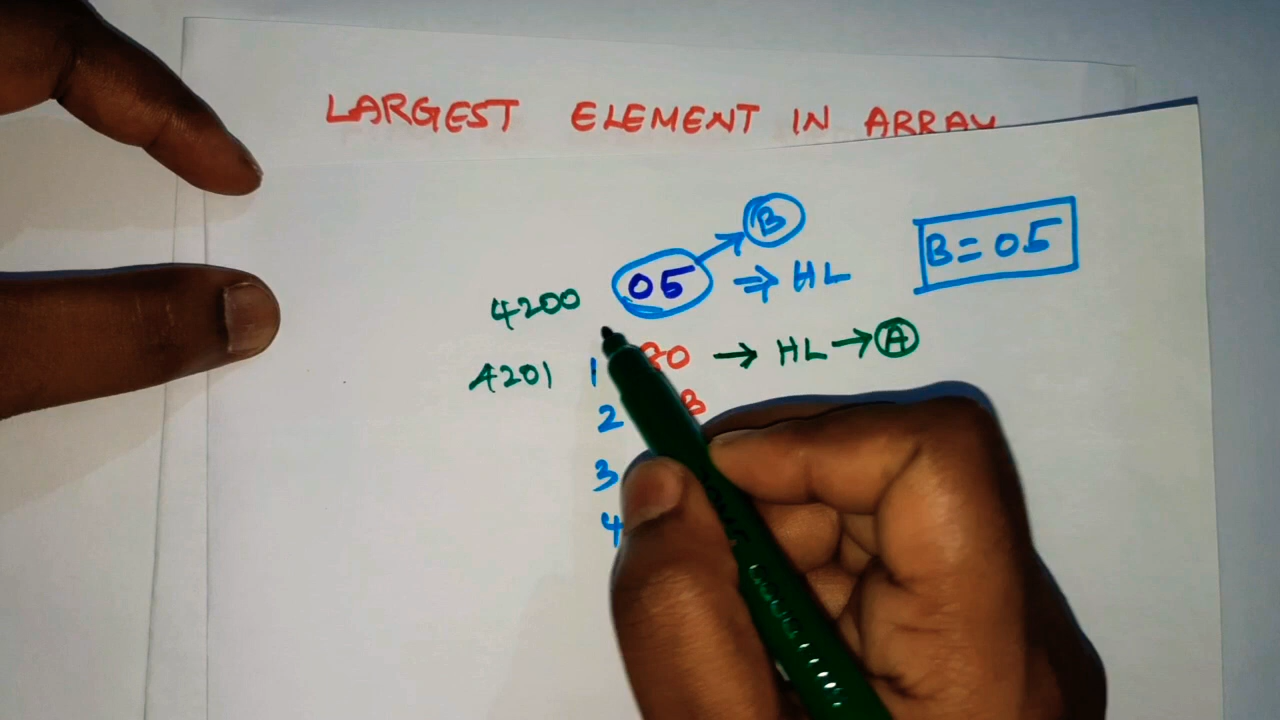 LARGEST ELEMENT IN ARRAY
B
B = 05
4200 05 ⇒ HL
4201 1 → HL → A
2 B
3
4